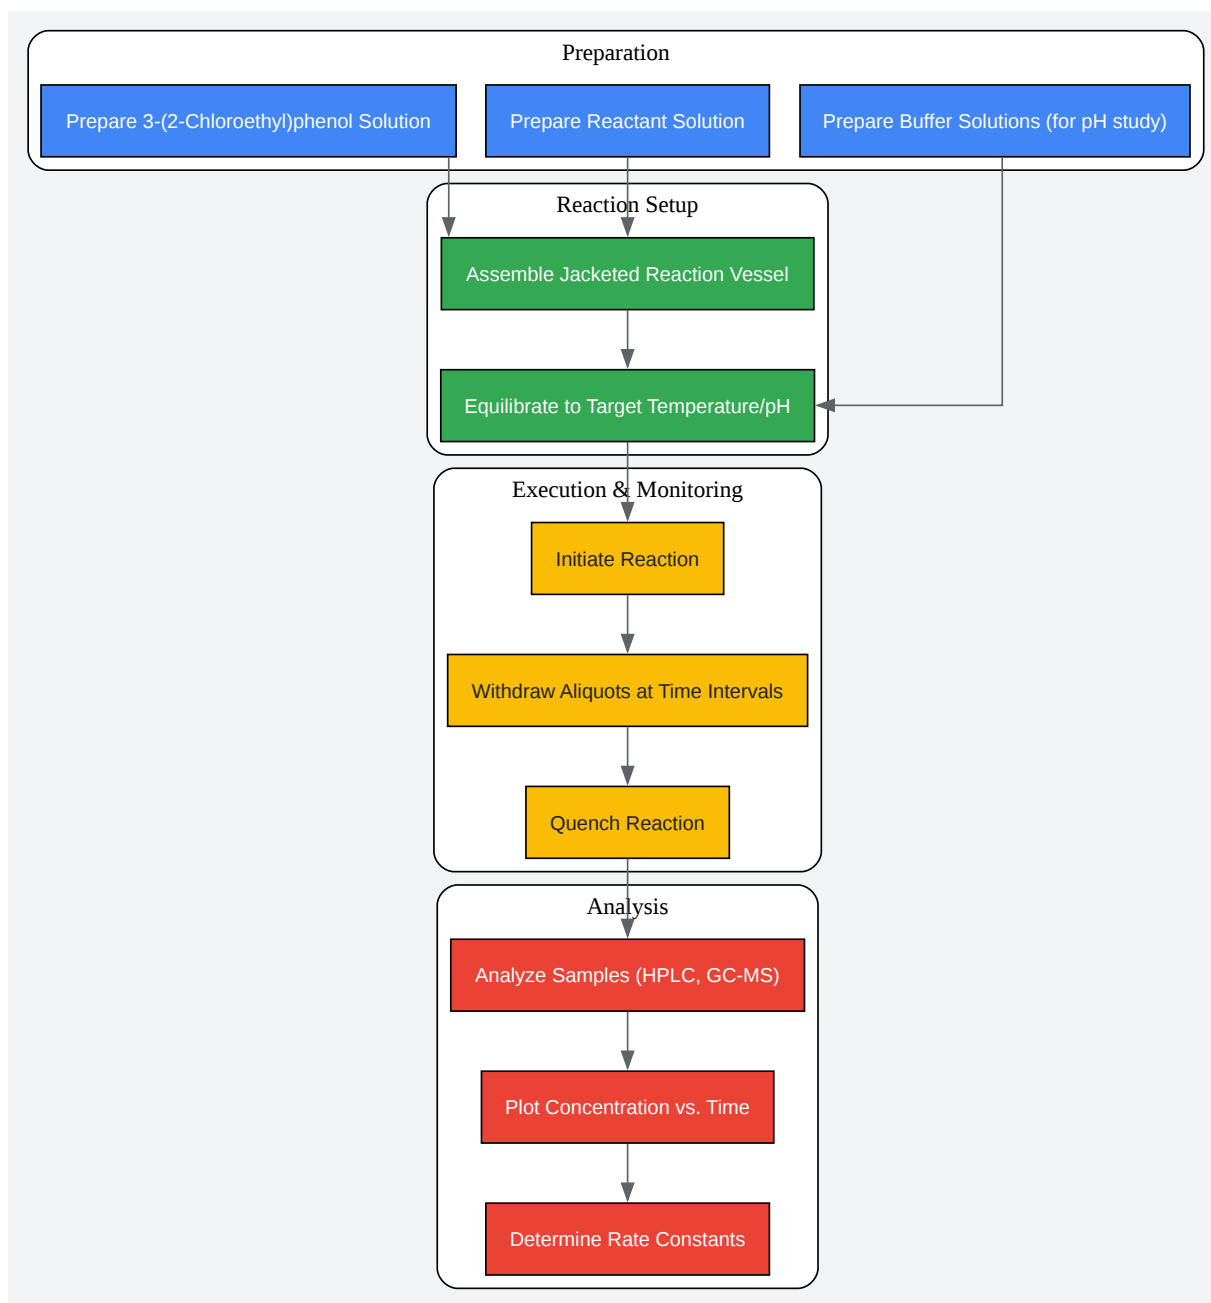 Preparation
Prepare 3-(2-Chloroethyl)phenol Solution
Prepare Reactant Solution
Prepare Buffer Solutions (for pH study)
Reaction Setup
Assemble Jacketed Reaction Vessel
Equilibrate to Target Temperature/pH
Execution & Monitoring
Initiate Reaction
Withdraw Aliquots at Time Intervals
Quench Reaction
Analysis
Analyze Samples (HPLC, GC-MS)
Plot Concentration vs. Time
Determine Rate Constants